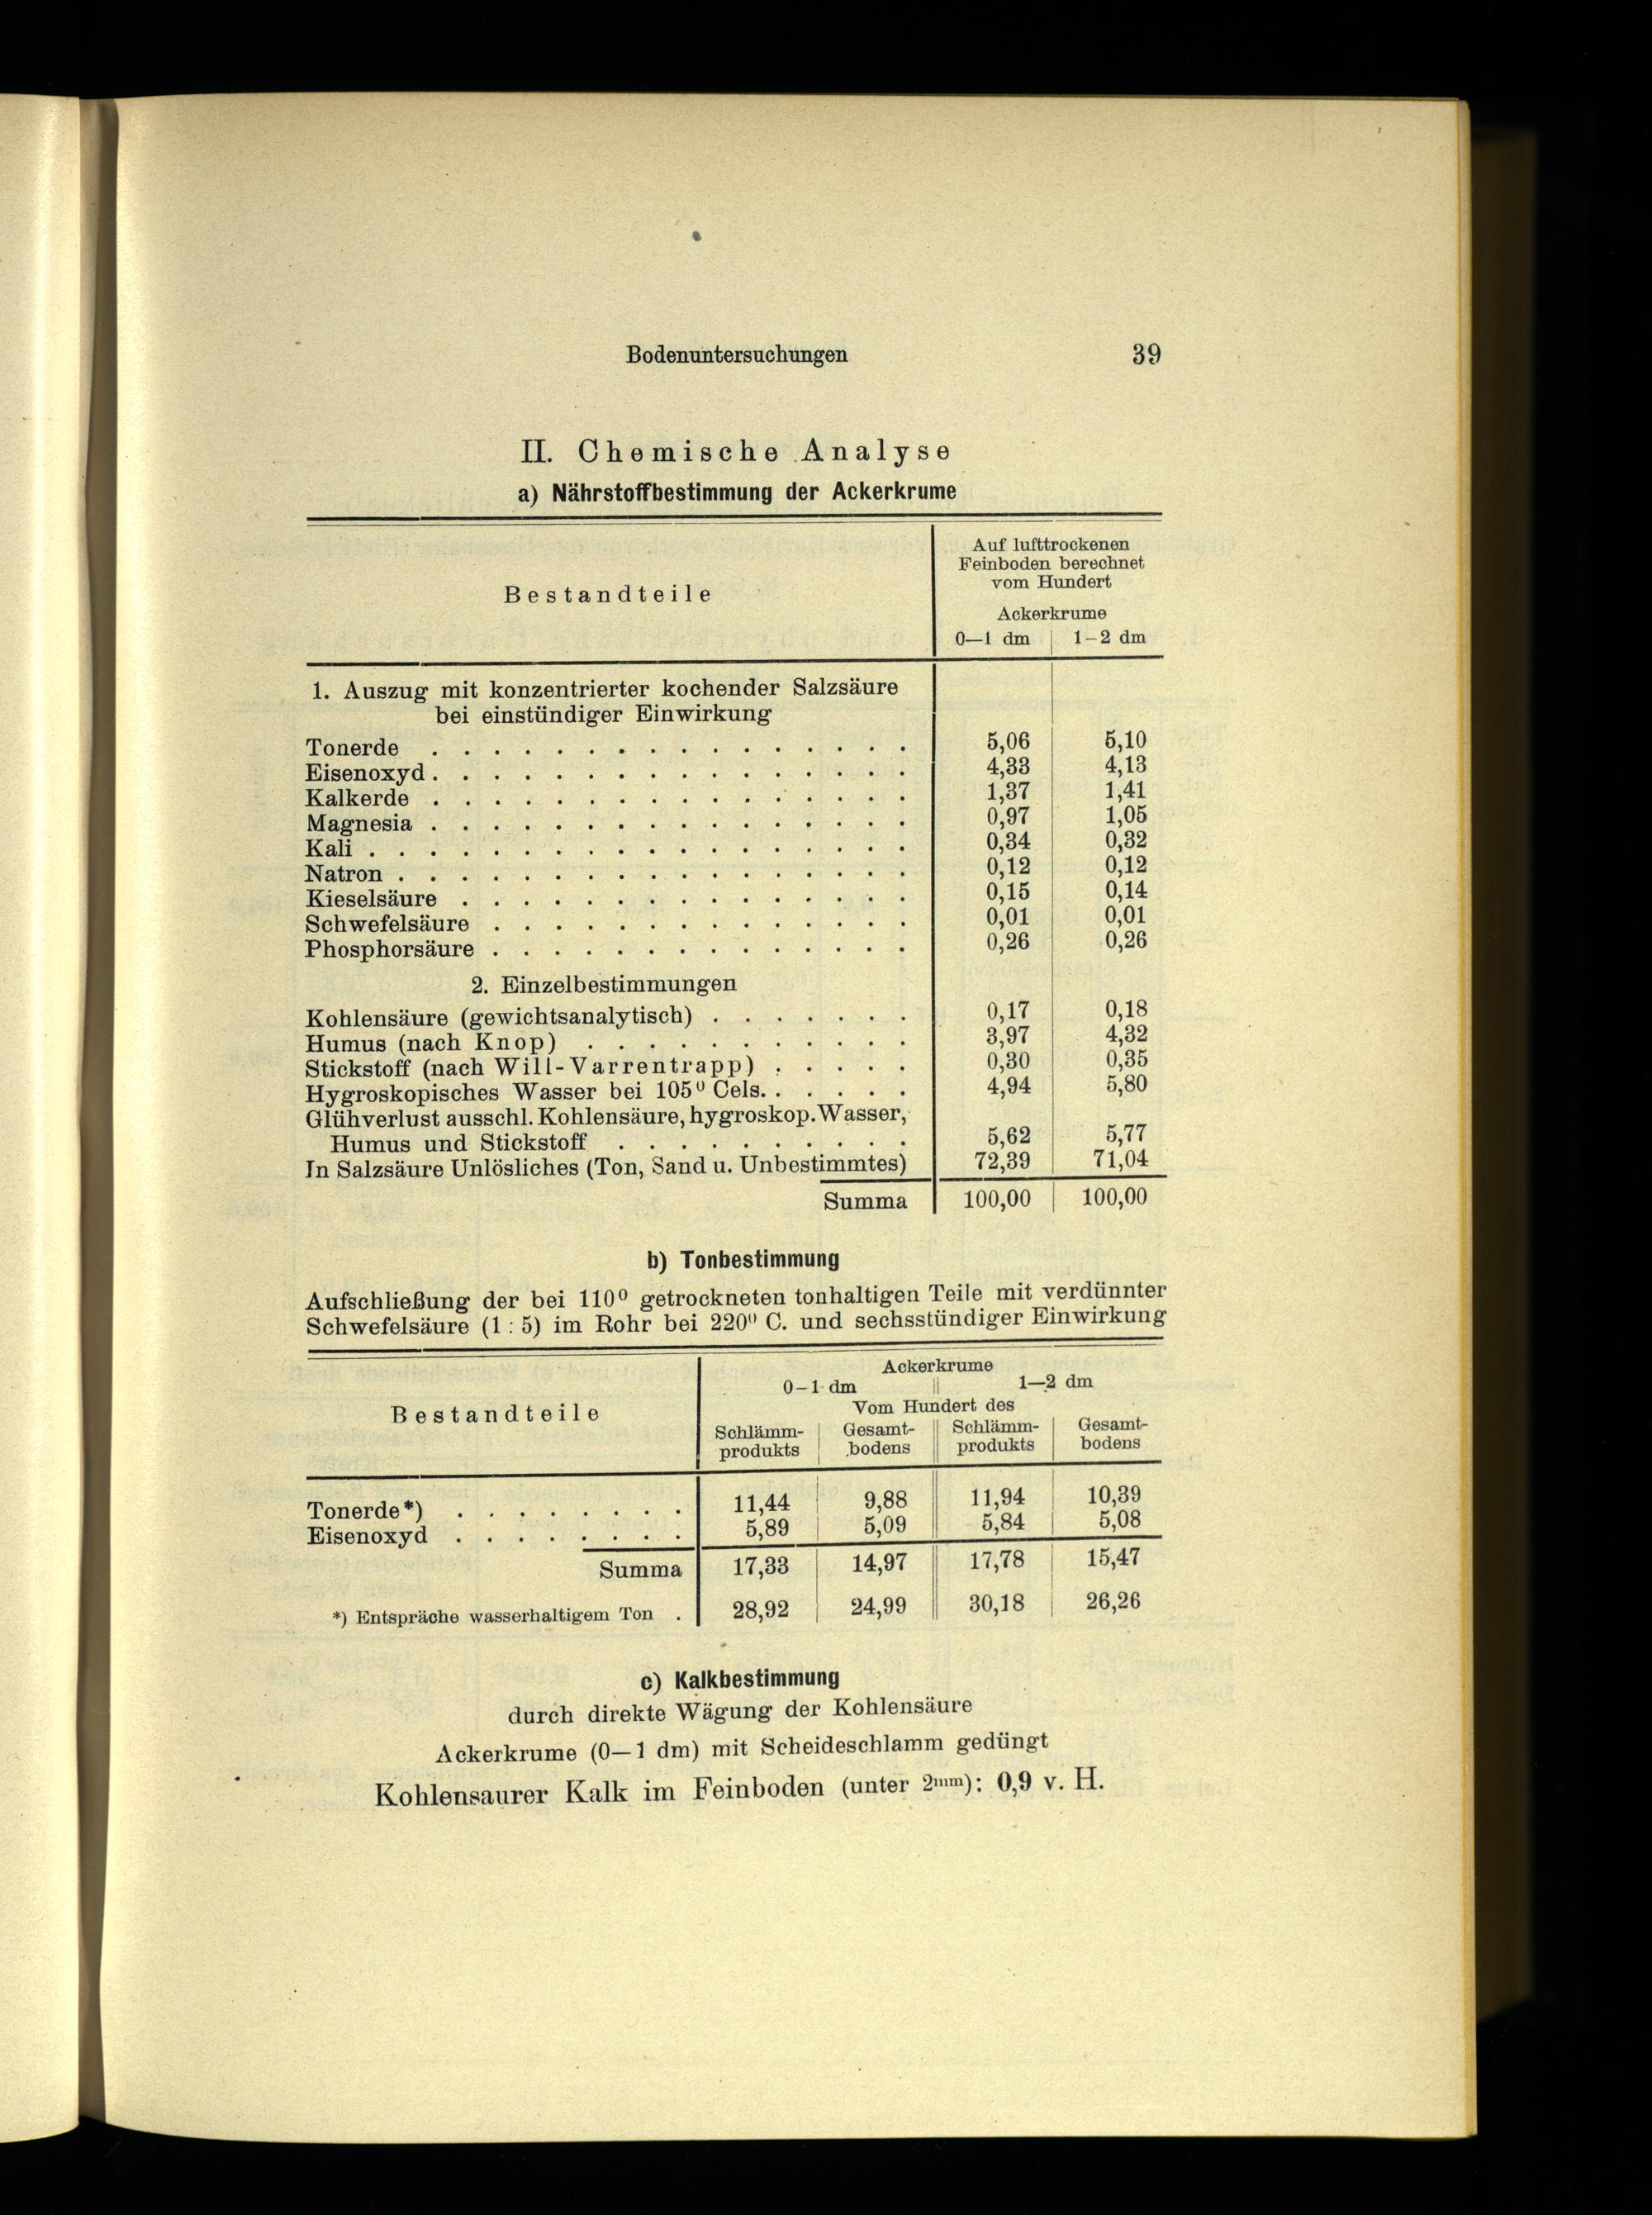 Bodenuntersuchungen 39
II. Chemische Analyse
a) Nährstoffbestimmung der Ackerkrume
Bestandteile
Auf lufttrockenen
Feinboden berechnet
vom Hundert
Ackerkrume
0—1 dm 1–2 dm
1. Auszug mit konzentrierter kochender Salzsäure
bei einstündiger Einwirkung
Tonerde . . . . . . . . . . . . . . . . 5,06 5,10
Eisenoxyd . . . . . . . . . . . . . . . . 4,33 4,13
Kalkerde . . . . . . . . . . . . . . . . 1,37 1,41
Magnesia . . . . . . . . . . . . . . . . 0,97 1,05
Kali . . . . . . . . . . . . . . . . . . 0,34 0,32
Natron . . . . . . . . . . . . . . . . . 0,12 0,12
Kieselsäure . . . . . . . . . . . . . . . 0,15 0,14
Schwefelsäure . . . . . . . . . . . . . . 0,01 0,01
Phosphorsäure . . . . . . . . . . . . . . 0,26 0,26
2. Einzelbestimmungen
Kohlensäure (gewichtsanalytisch) . . . . . . . 0,17 0,18
Humus (nach Knop) . . . . . . . . . . . 3,97 4,32
Stickstoff (nach Will-Varrentrapp) . . . . . 0,30 0,35
Hygroskopisches Wasser bei 105⁰ Cels. . . . . . 4,94 5,80
Glühverlust ausschl. Kohlensäure, hygroskop. Wasser,
Humus und Stickstoff . . . . . . . . . . 5,62 5,77
In Salzsäure Unlösliches (Ton, Sand u. Unbestimmtes) 72,39 71,04
Summa 100,00 100,00
b) Tonbestimmung
Aufschließung der bei 110⁰ getrockneten tonhaltigen Teile mit verdünnter
Schwefelsäure (1 : 5) im Rohr bei 220⁰ C. und sechsstündiger Einwirkung
Bestandteile
Ackerkrume
0–1 dm 1—2 dm
Vom Hundert des
Schlämm- Gesamt- Schlämm- Gesamt-
produkts bodens produkts bodens
Tonerde*) . . . . . . . . 11,44 9,88 11,94 10,39
Eisenoxyd . . . . . . . . 5,89 5,09 5,84 5,08
Summa 17,33 14,97 17,78 15,47
*) Entspräche wasserhaltigem Ton . 28,92 24,99 30,18 26,26
c) Kalkbestimmung
durch direkte Wägung der Kohlensäure
Ackerkrume (0—1 dm) mit Scheideschlamm gedüngt
Kohlensaurer Kalk im Feinboden (unter 2mm): 0,9 v. H.